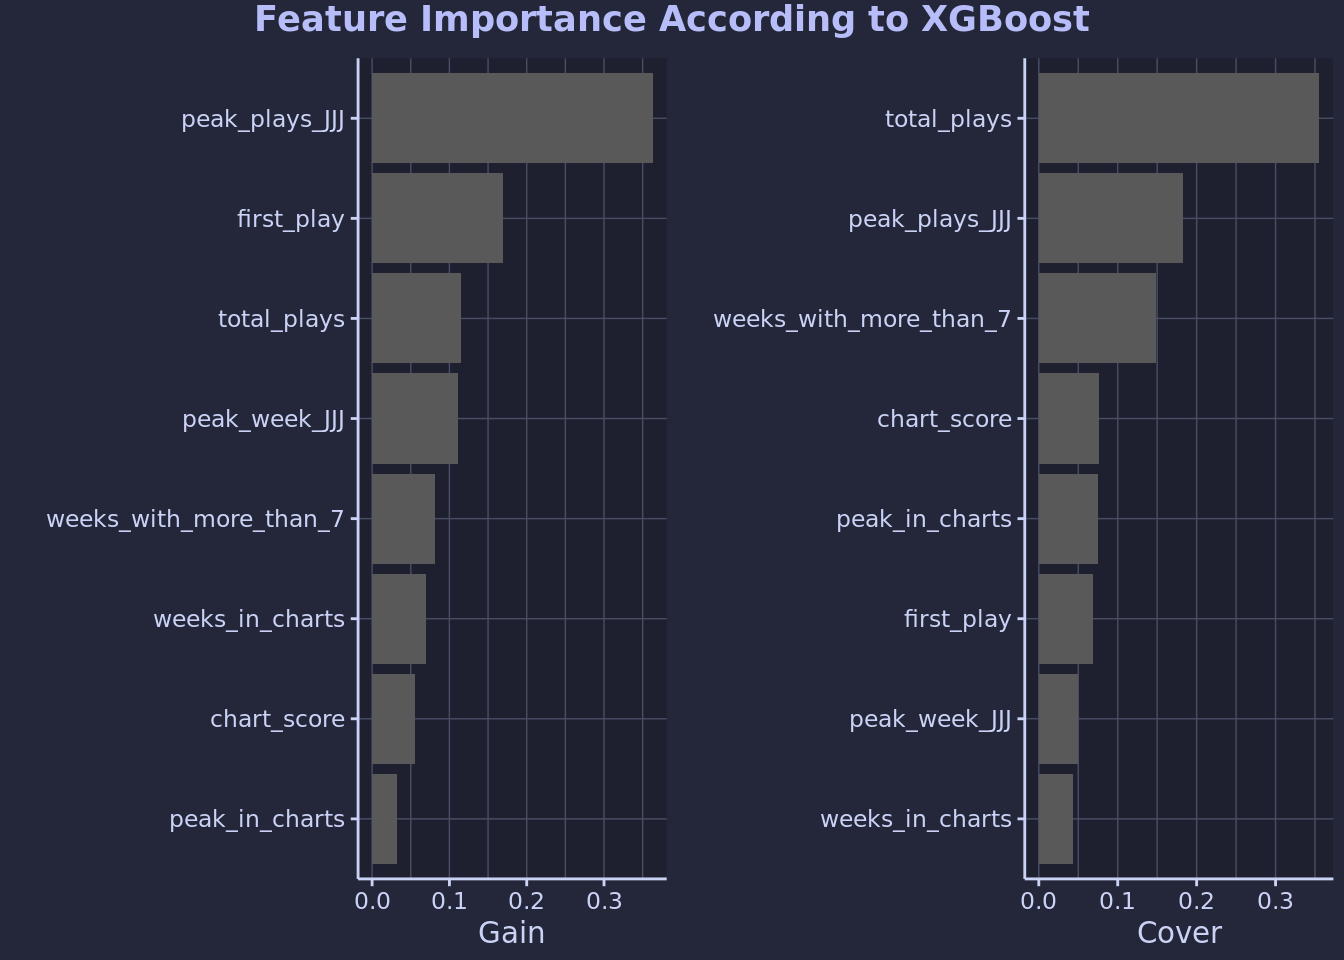 Feature Importance According to XGBoost
peak_plays_JJJ
first_play
total_plays
peak_week_JJJ
weeks_with_more_than_7
weeks_in_charts
chart_score
peak_in_charts
0.0 0.1 0.2 0.3
Gain
total_plays
peak_plays_JJJ
weeks_with_more_than_7
chart_score
peak_in_charts
first_play
peak_week_JJJ
weeks_in_charts
0.0 0.1 0.2 0.3
Cover